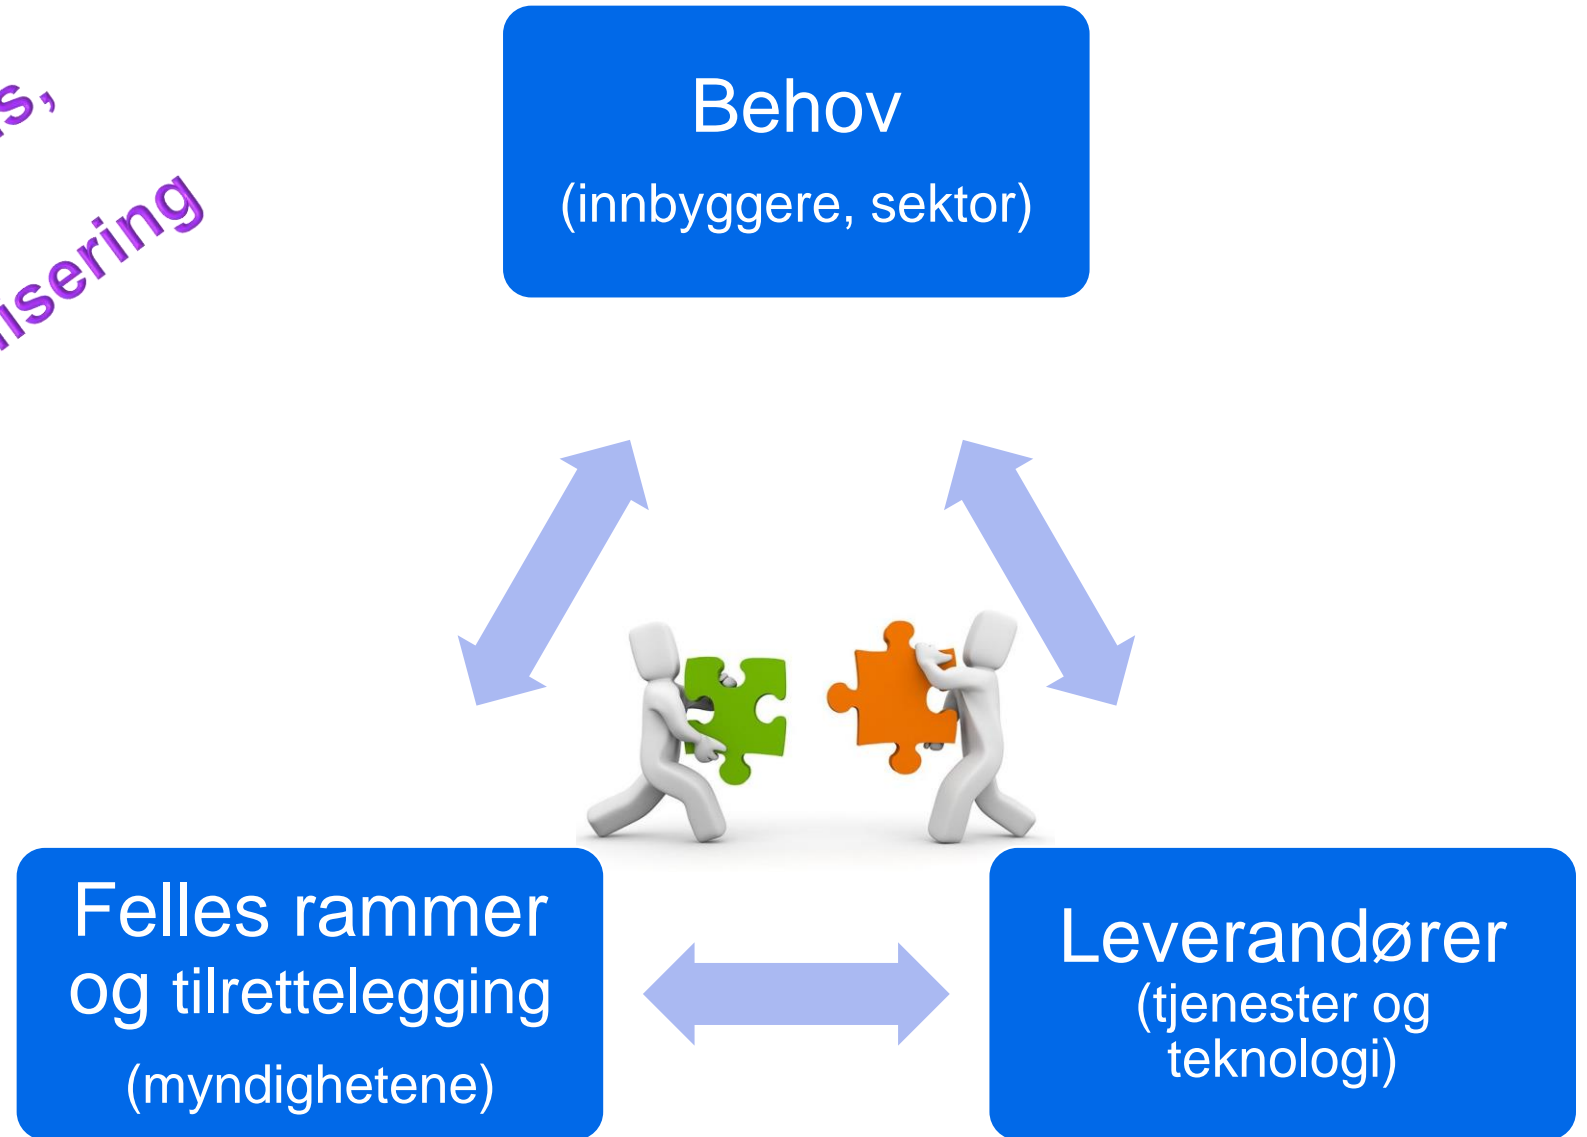 Behov
(innbyggere, sektor)
Felles rammer
og tilrettelegging
(myndighetene)
Leverandører
(tjenester og
teknologi)